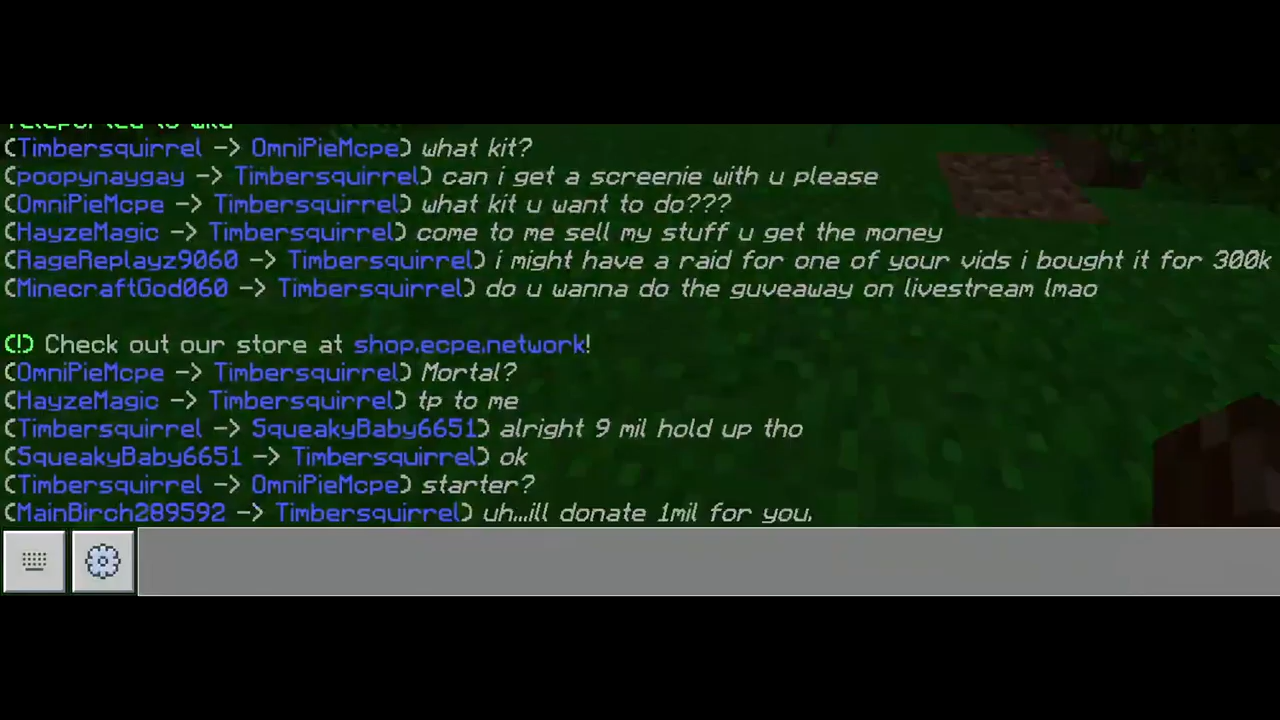 Teleported to wild
(Timbersquirrel -> OmniPieMcpe) what kit?
(poopynaygay -> Timbersquirrel) can i get a screenie with u please
(OmniPieMcpe -> Timbersquirrel) what kit u want to do???
(HayzeMagic -> Timbersquirrel) come to me sell my stuff u get the money
(RageReplayz9060 -> Timbersquirrel) i might have a raid for one of your vids i bought it for 300k
(MinecraftGod060 -> Timbersquirrel) do u wanna do the guveaway on livestream lmao
(!) Check out our store at shop.ecpe.network!
(OmniPieMcpe -> Timbersquirrel) Mortal?
(HayzeMagic -> Timbersquirrel) tp to me
(Timbersquirrel -> SqueakyBaby6651) alright 9 mil hold up tho
(SqueakyBaby6651 -> Timbersquirrel) ok
(Timbersquirrel -> OmniPieMcpe) starter?
(MainBirch289592 -> Timbersquirrel) uh...ill donate 1mil for you.